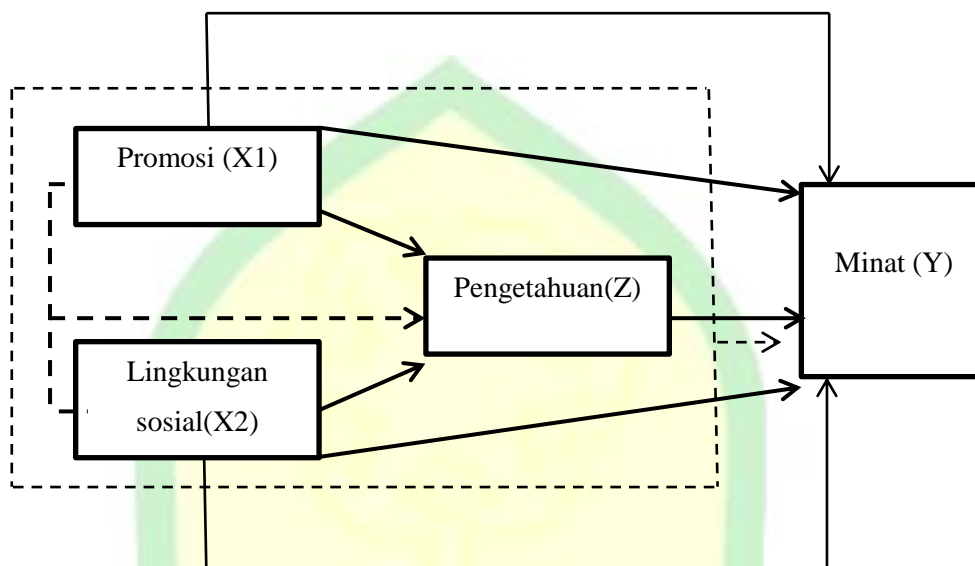 Promosi (X1)
Pengetahuan(Z)
Minat (Y)
Lingkungan
sosial(X2)